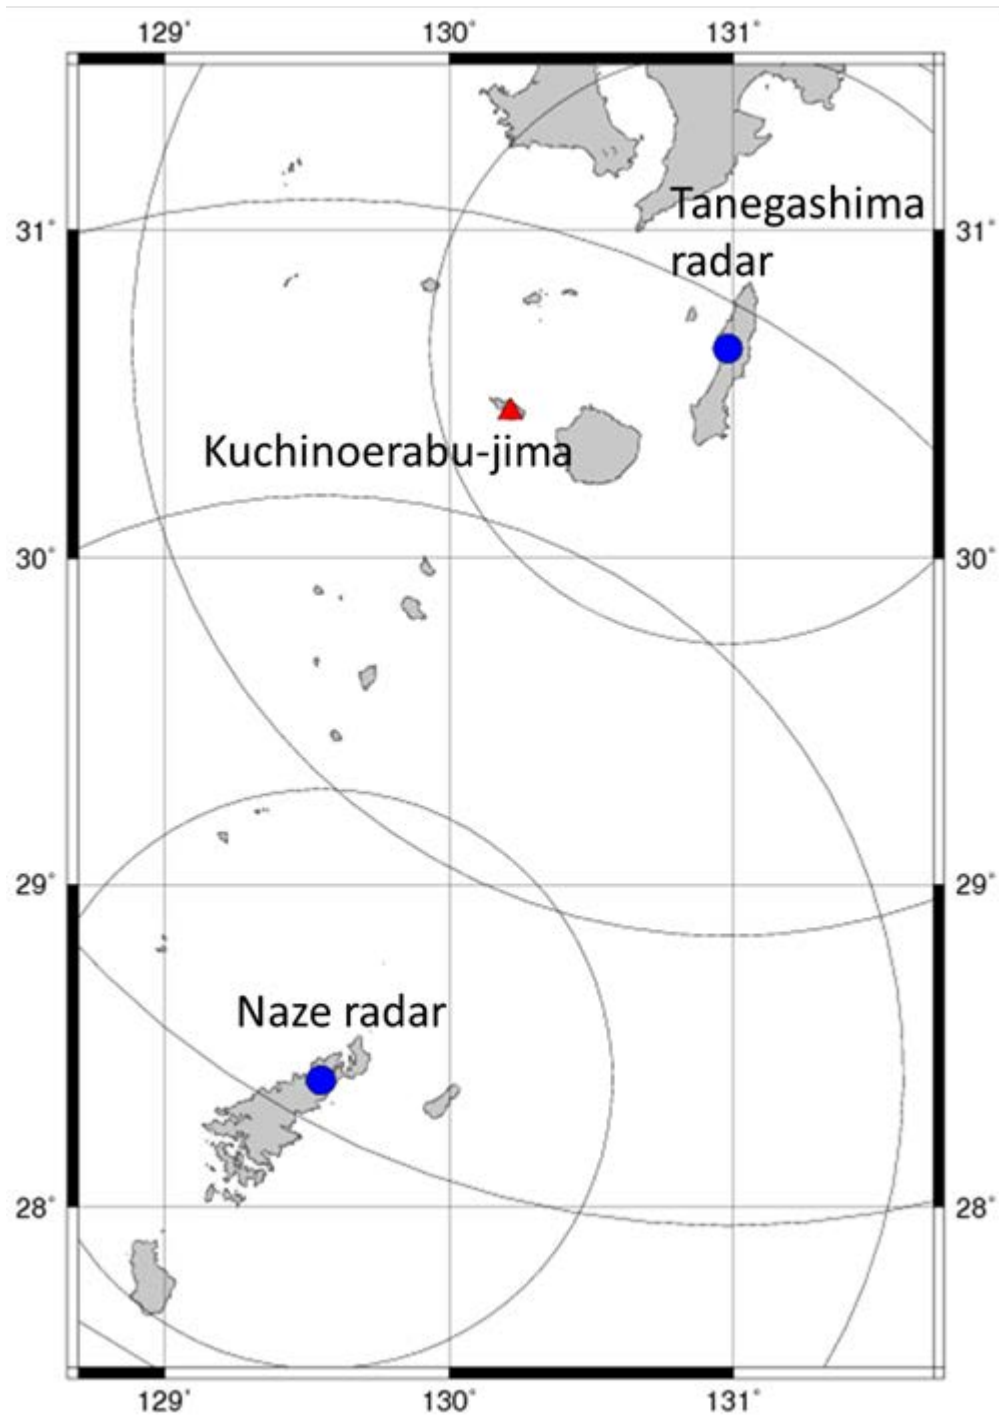 129° 130° 131°
Tanegashima
31° radar 31°
Kuchinoerabu-jima
30° 30°
29° 29°
Naze radar
28° 28°
129° 130° 131°